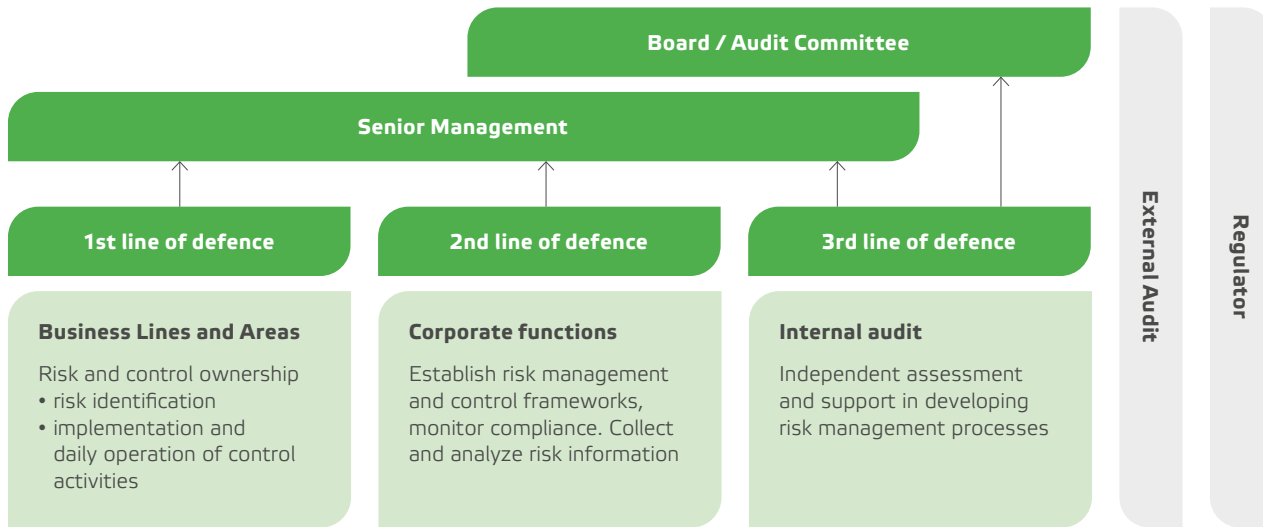 Board / Audit Committee
Senior Management
1st line of defence
2nd line of defence
3rd line of defence
Business Lines and Areas
Risk and control ownership
• risk identification
• implementation and
daily operation of control
activities
Corporate functions
Establish risk management
and control frameworks,
monitor compliance. Collect
and analyze risk information
Internal audit
Independent assessment
and support in developing
risk management processes
External Audit
Regulator